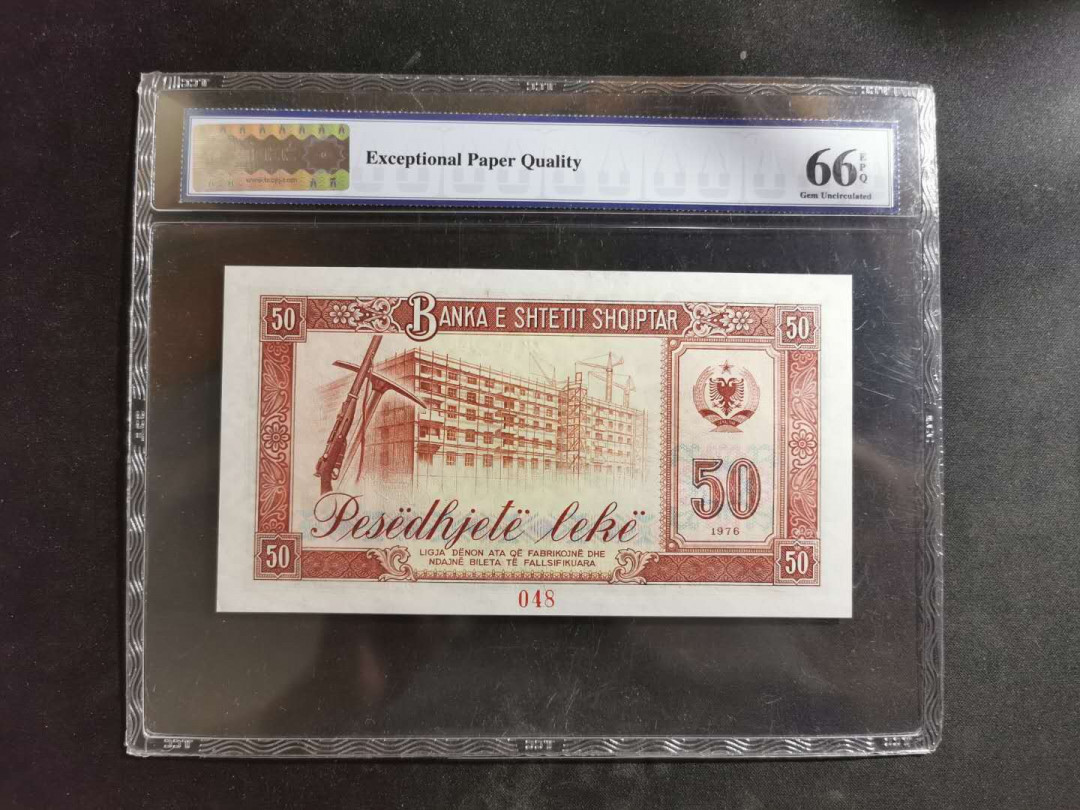 Exceptional Paper Quality
66 EPQ
Gem Uncirculated
50
BANKA E SHTETIT SHQIPTAR
50
50
1976
Pesëdhjetë lekë
LIGJA DËNON ATA QË FABRIKOJNË DHE
NDAJNË BILETA TË FALLSIFIKUARA
50
50
048